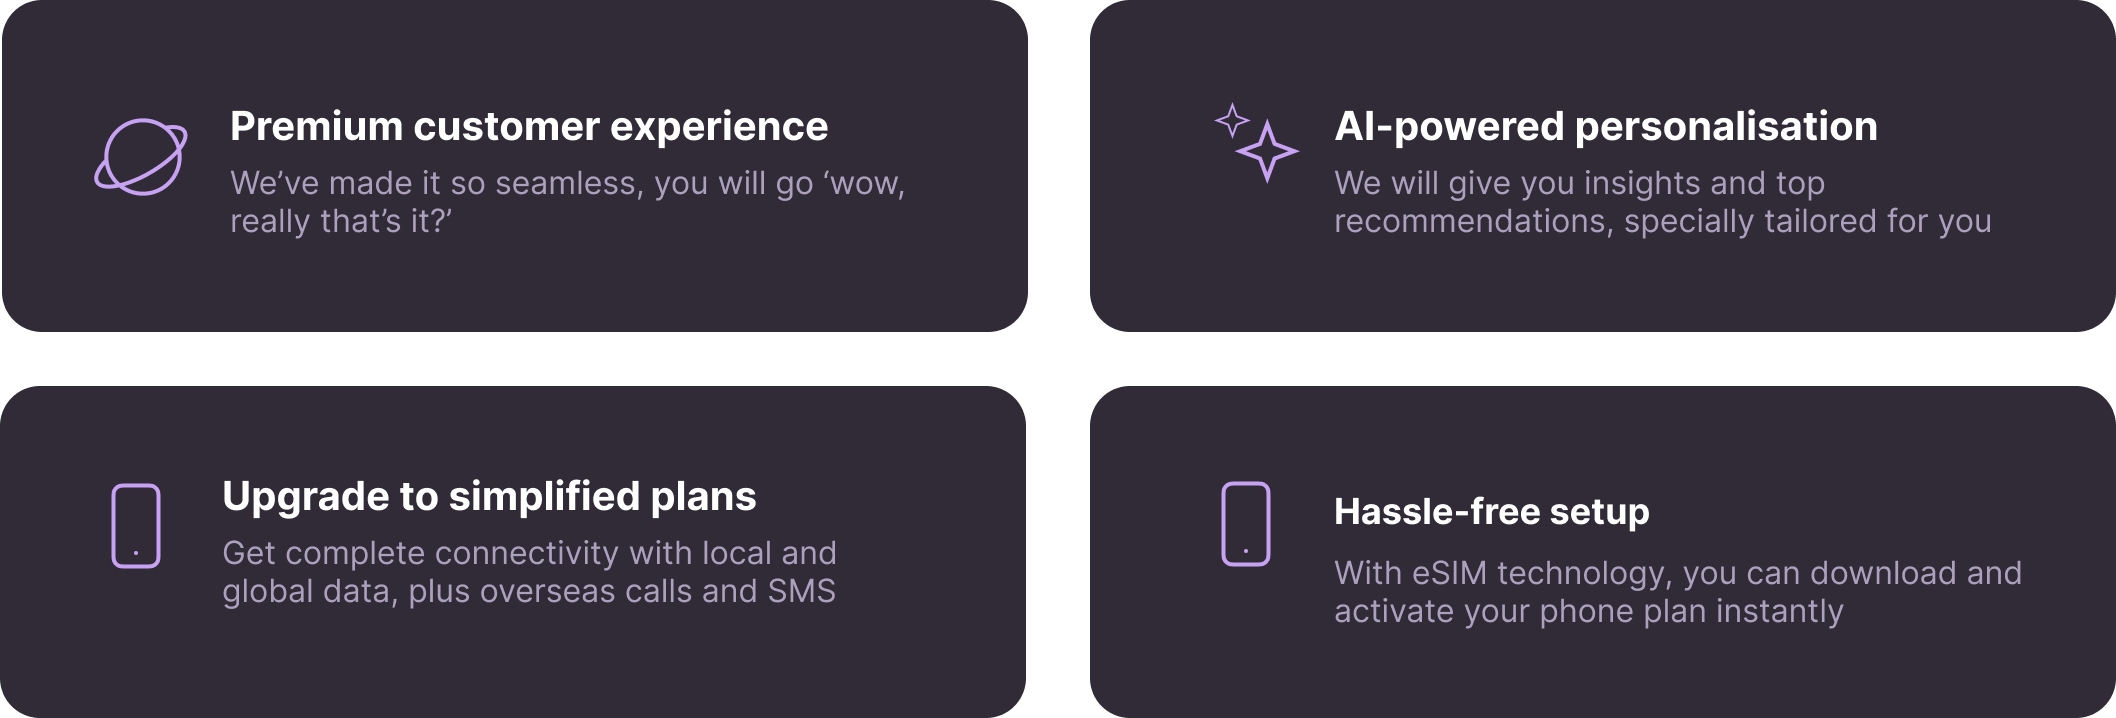 Premium customer experience
We’ve made it so seamless, you will go ‘wow,
really that’s it?’
AI-powered personalisation
We will give you insights and top
recommendations, specially tailored for you
Upgrade to simplified plans
Get complete connectivity with local and
global data, plus overseas calls and SMS
Hassle-free setup
With eSIM technology, you can download and
activate your phone plan instantly